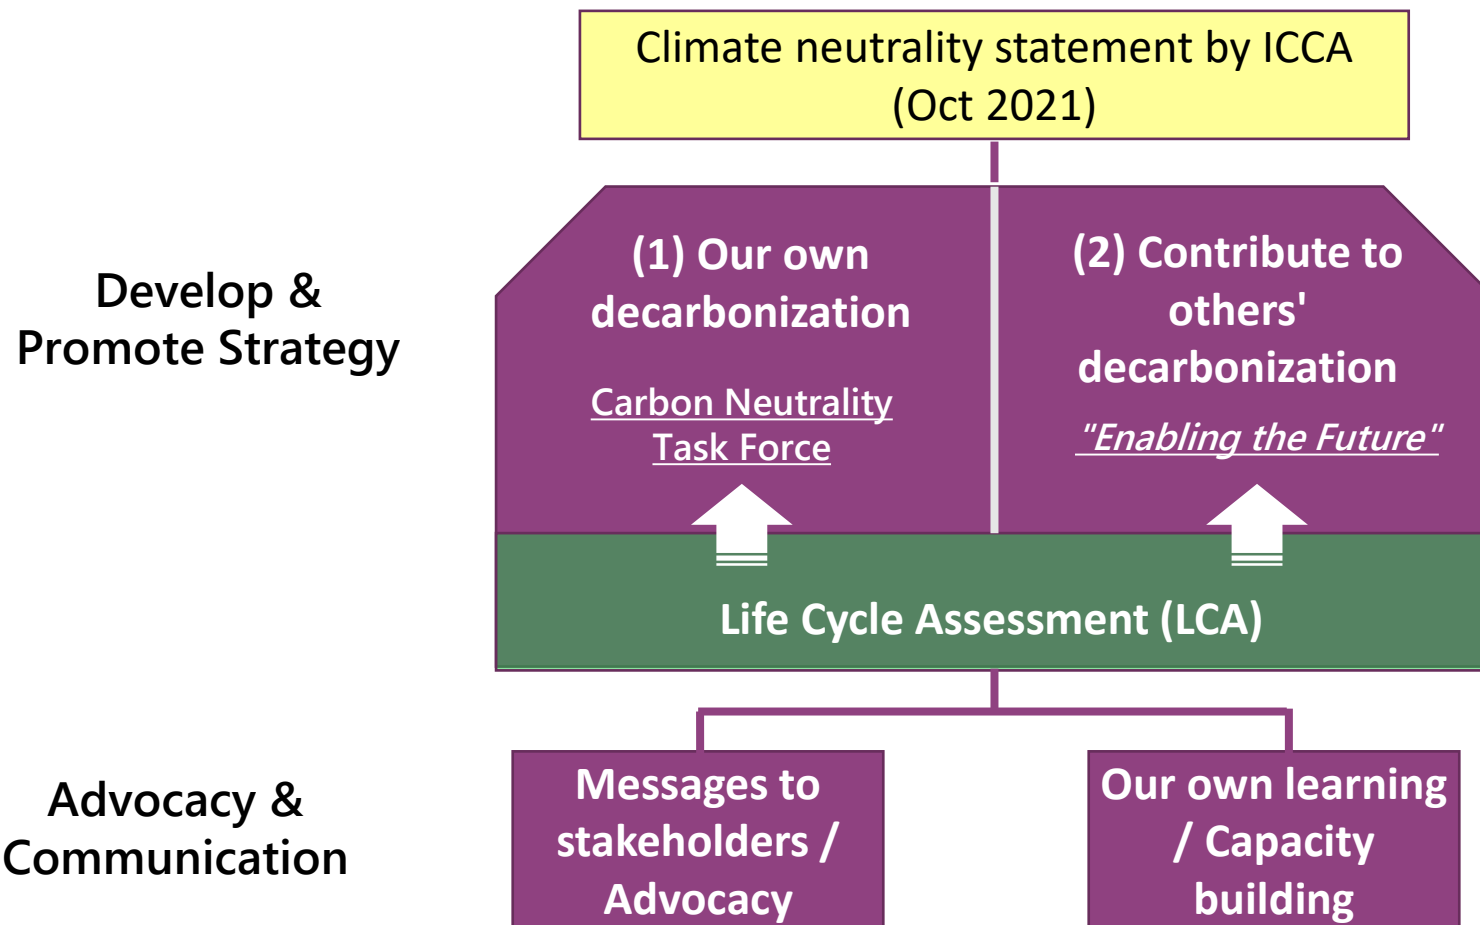 Climate neutrality statement by ICCA
(Oct 2021)
Develop &
Promote Strategy
(1) Our own
decarbonization
Carbon Neutrality
Task Force
(2) Contribute to
others'
decarbonization
"Enabling the Future"
Life Cycle Assessment (LCA)
Advocacy &
Communication
Messages to
stakeholders /
Advocacy
Our own learning
/ Capacity
building